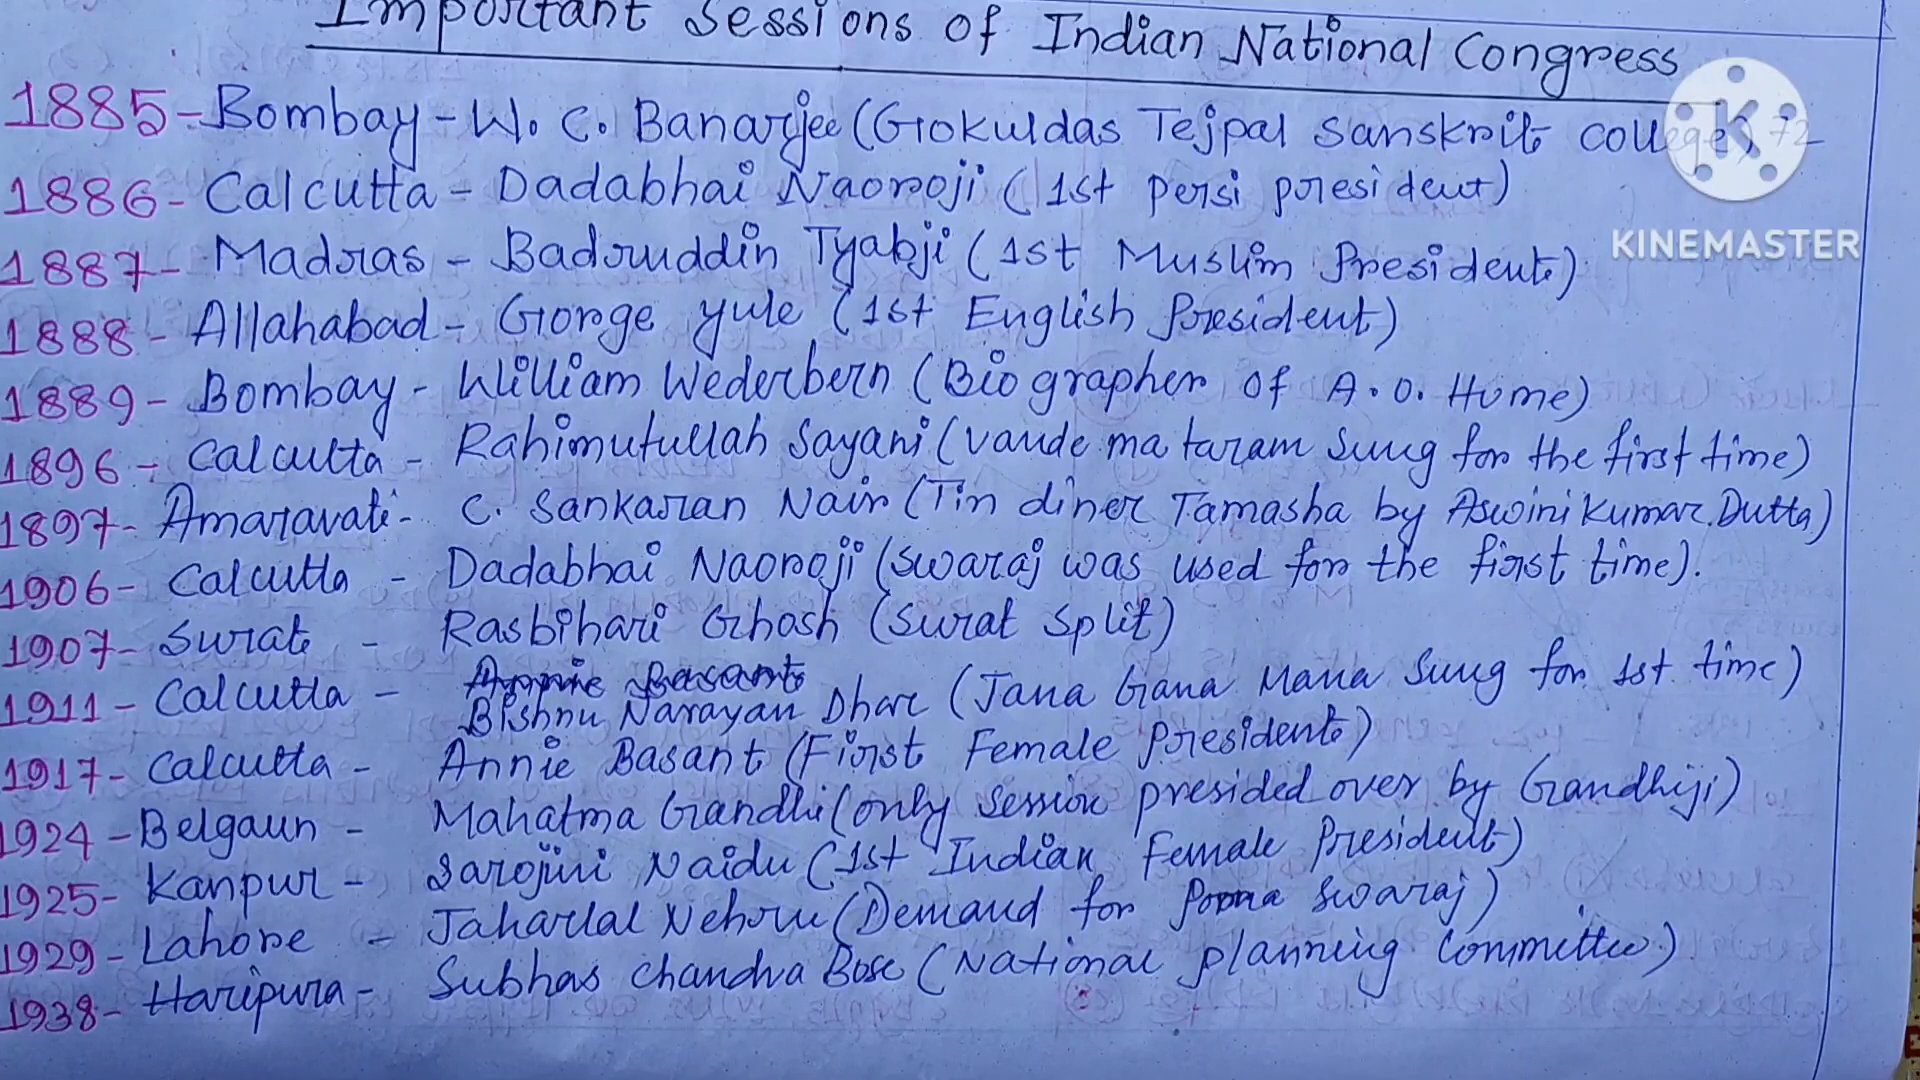 Important Sessions of Indian National Congress
1885-Bombay-W. C. Banarjee (Gokuldas Tejpal Sanskrit College) 72
1886-Calcutta-Dadabhai Naoroji (1st Persi president)
1887-Madras-Badruddin Tyabji (1st Muslim President)
KINEMASTER
1888-Allahabad-Gorge Yule (1st English President)
1889-Bombay-William Wederbern (Biographer of A.O. Home)
1896-Calcutta-Rahimutullah Sayani (Vande mataram Sung for the first time)
1897-Amaravati-C. Sankaran Nair (Tin diner Tamasha by Aswini Kumar Dutta)
1906-Calcutta-Dadabhai Naoroji (Swaraj was used for the first time).
1907-Surat-Rasbihari Ghosh (Surat Split)
1911-Calcutta-Annie Basant
Bishnu Narayan Dhar (Jana Gana Mana Sung for 1st time)
1917-Calcutta-Annie Basant (First Female President)
1924-Belgaun-Mahatma Gandhi (only Session presided over by Gandhiji)
1925-Kanpur-Sarojini Naidu (1st Indian Female President)
1929-Lahore-Jaharlal Nehru (Demand for Swaraj)
1938-Haripura-Subhas Chandra Bose (National planning Committee)